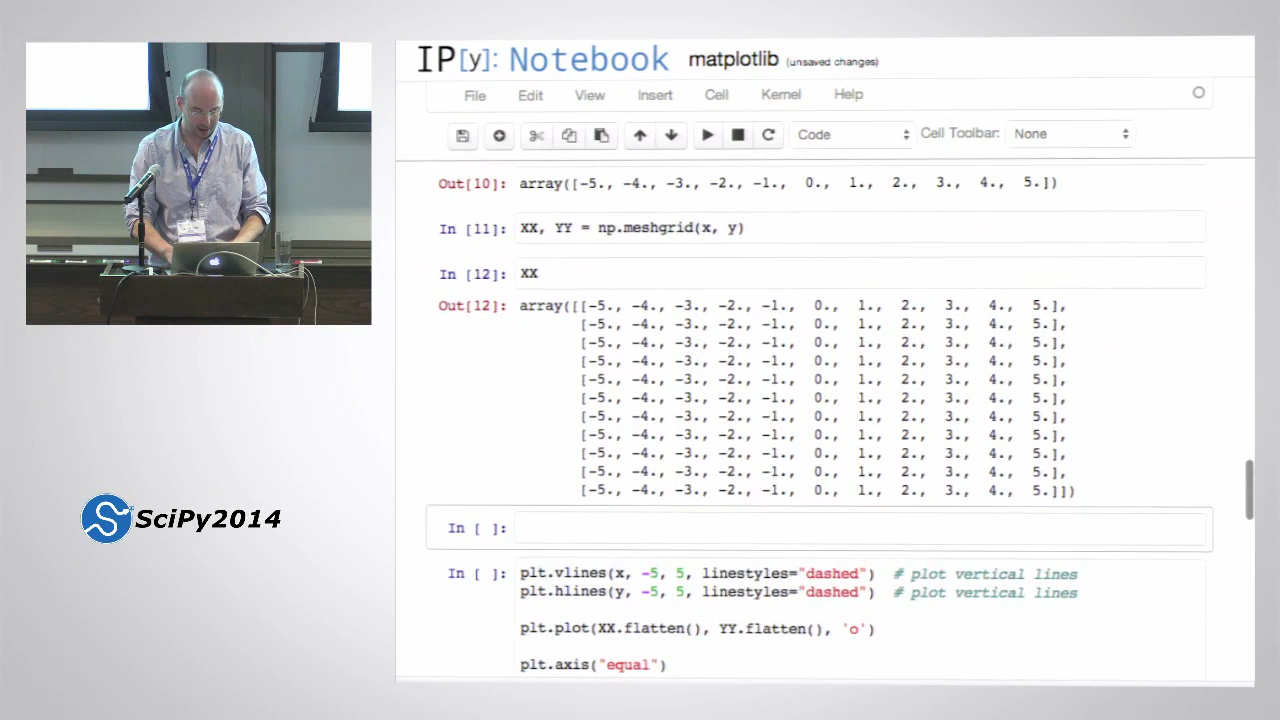 IP[y]: Notebook matplotlib (unsaved changes)
File Edit View Insert Cell Kernel Help
Code Cell Toolbar: None
Out[10]: array([-5., -4., -3., -2., -1., 0., 1., 2., 3., 4., 5.])
In [11]: XX, YY = np.meshgrid(x, y)
In [12]: XX
Out[12]: array([[-5., -4., -3., -2., -1., 0., 1., 2., 3., 4., 5.],
[-5., -4., -3., -2., -1., 0., 1., 2., 3., 4., 5.],
[-5., -4., -3., -2., -1., 0., 1., 2., 3., 4., 5.],
[-5., -4., -3., -2., -1., 0., 1., 2., 3., 4., 5.],
[-5., -4., -3., -2., -1., 0., 1., 2., 3., 4., 5.],
[-5., -4., -3., -2., -1., 0., 1., 2., 3., 4., 5.],
[-5., -4., -3., -2., -1., 0., 1., 2., 3., 4., 5.],
[-5., -4., -3., -2., -1., 0., 1., 2., 3., 4., 5.],
[-5., -4., -3., -2., -1., 0., 1., 2., 3., 4., 5.],
[-5., -4., -3., -2., -1., 0., 1., 2., 3., 4., 5.],
[-5., -4., -3., -2., -1., 0., 1., 2., 3., 4., 5.]])
In [ ]:
In [ ]: plt.vlines(x, -5, 5, linestyles="dashed") # plot vertical lines
plt.hlines(y, -5, 5, linestyles="dashed") # plot vertical lines
plt.plot(XX.flatten(), YY.flatten(), 'o')
plt.axis("equal")
SciPy2014